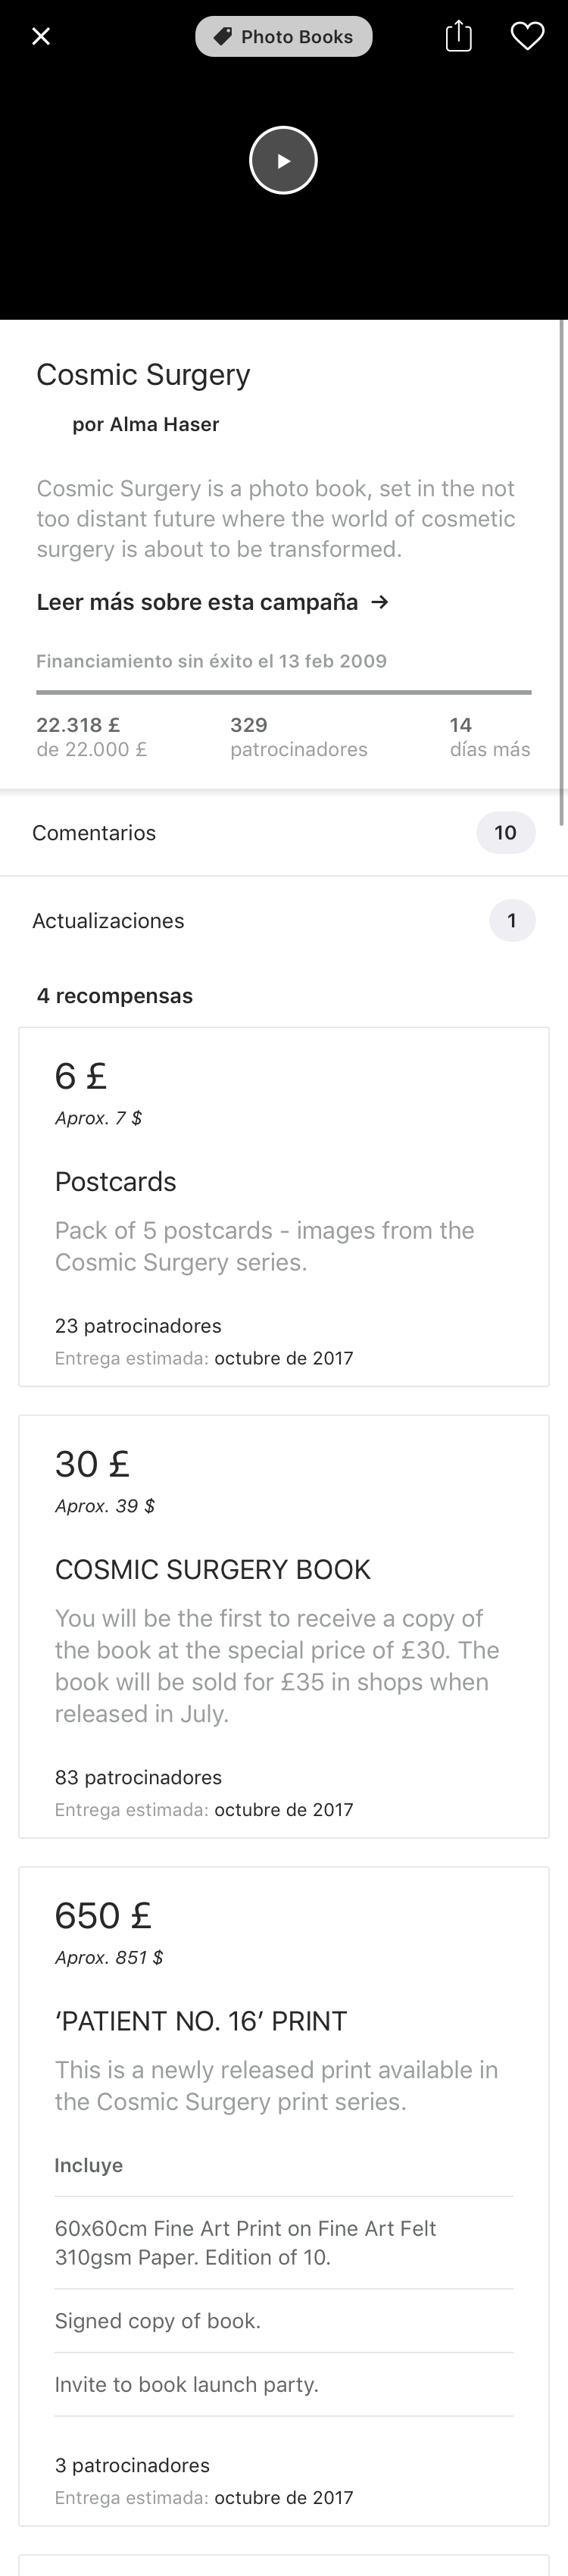 Photo Books
Cosmic Surgery
por Alma Haser
Cosmic Surgery is a photo book, set in the not
too distant future where the world of cosmetic
surgery is about to be transformed.
Leer más sobre esta campaña →
Financiamiento sin éxito el 13 feb 2009
22.318 £ 329 14
de 22.000 £ patrocinadores días más
Comentarios 10
Actualizaciones 1
4 recompensas
6 £
Aprox. 7 $
Postcards
Pack of 5 postcards - images from the
Cosmic Surgery series.
23 patrocinadores
Entrega estimada: octubre de 2017
30 £
Aprox. 39 $
COSMIC SURGERY BOOK
You will be the first to receive a copy of
the book at the special price of £30. The
book will be sold for £35 in shops when
released in July.
83 patrocinadores
Entrega estimada: octubre de 2017
650 £
Aprox. 851 $
‘PATIENT NO. 16’ PRINT
This is a newly released print available in
the Cosmic Surgery print series.
Incluye
60x60cm Fine Art Print on Fine Art Felt
310gsm Paper. Edition of 10.
Signed copy of book.
Invite to book launch party.
3 patrocinadores
Entrega estimada: octubre de 2017